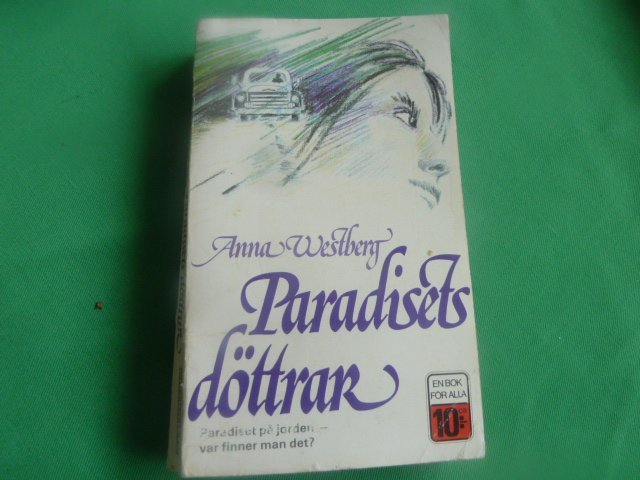 Anna Westberg
Paradisets
döttrar
Paradiset på jorden —
var finner man det?
EN BOK
FÖR ALLA
10:-